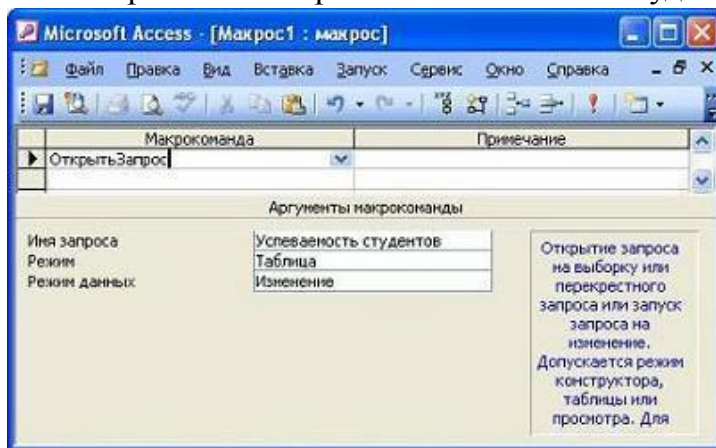 Microsoft Access - [Макрос1 : макрос]
Файл Правка Вид Вставка Запуск Сервис Окно Справка
Макрокоманда Примечание
ОткрытьЗапрос
Аргументы макрокоманды
Имя запроса Успеваемость студентов
Режим Таблица
Режим данных Изменение
Открытие запроса
на выборку или
перекрестного
запроса или запуск
запроса на
изменение.
Допускается режим
конструктора,
таблицы или
просмотра. Для